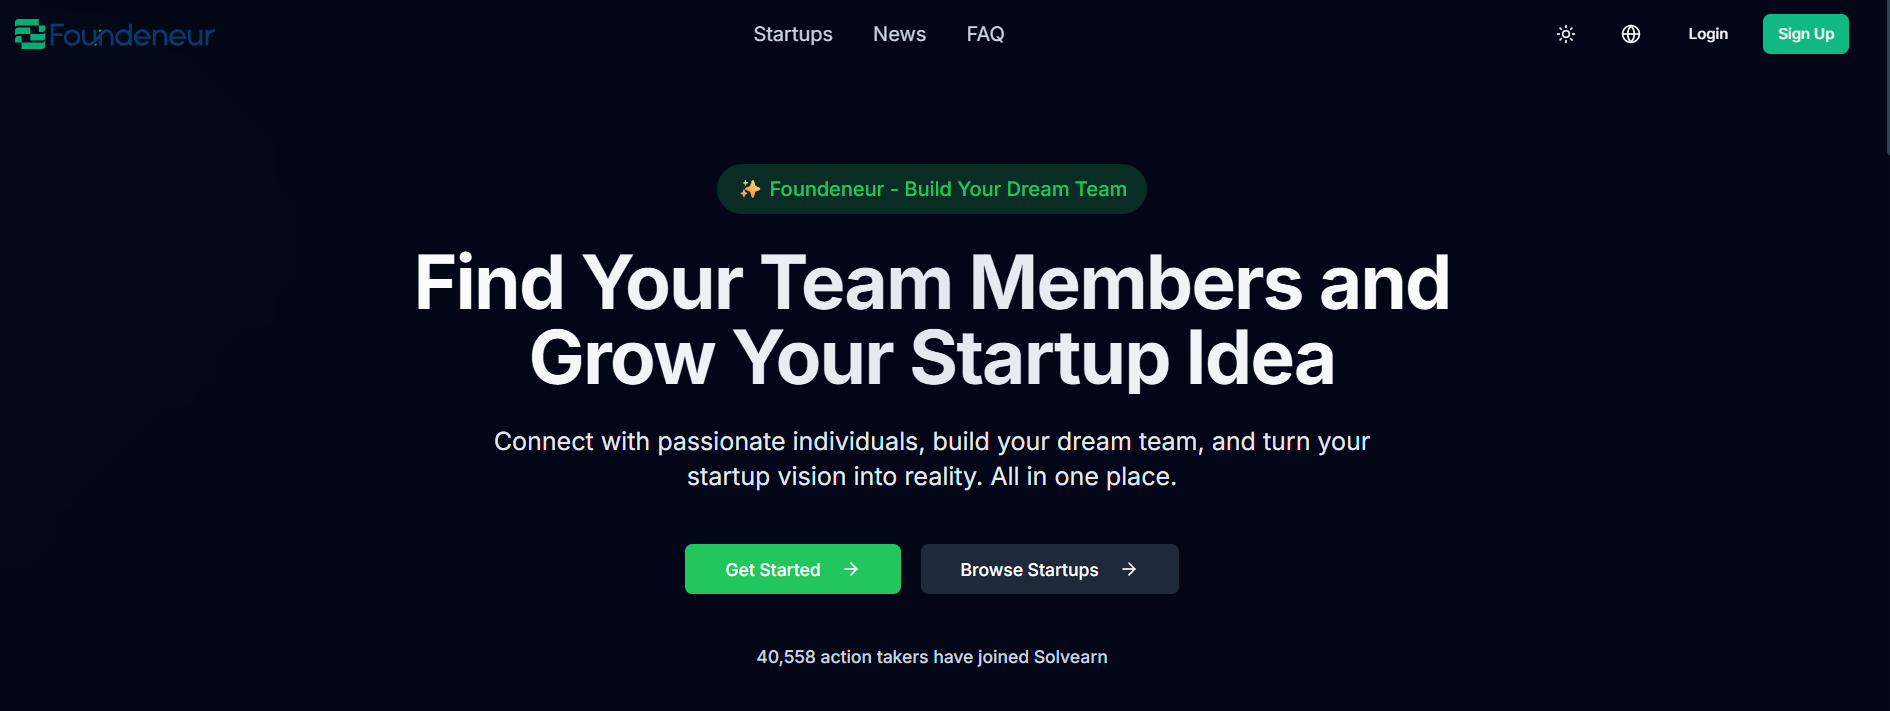 Foundeneur
Startups
News
FAQ
Login
Sign Up
✨ Foundeneur - Build Your Dream Team
Find Your Team Members and
Grow Your Startup Idea
Connect with passionate individuals, build your dream team, and turn your
startup vision into reality. All in one place.
Get Started →
Browse Startups →
40,558 action takers have joined Solvearn